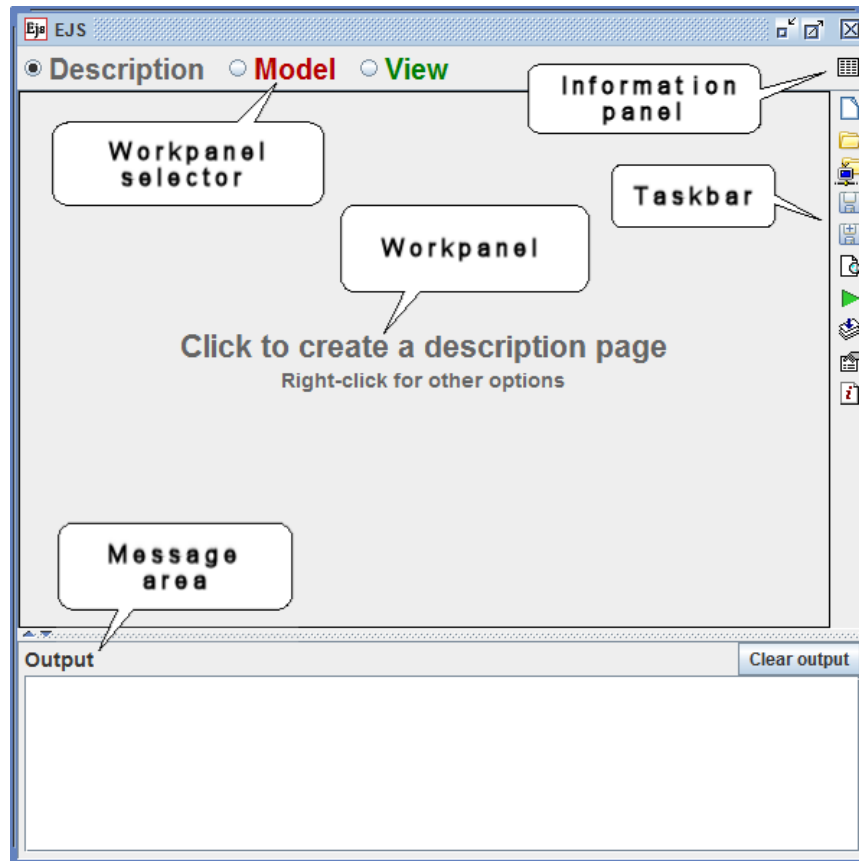 Ejs EJS
Description Model View
Information
panel
Workpanel
selector
Taskbar
Workpanel
Click to create a description page
Right-click for other options
Message
area
Output Clear output